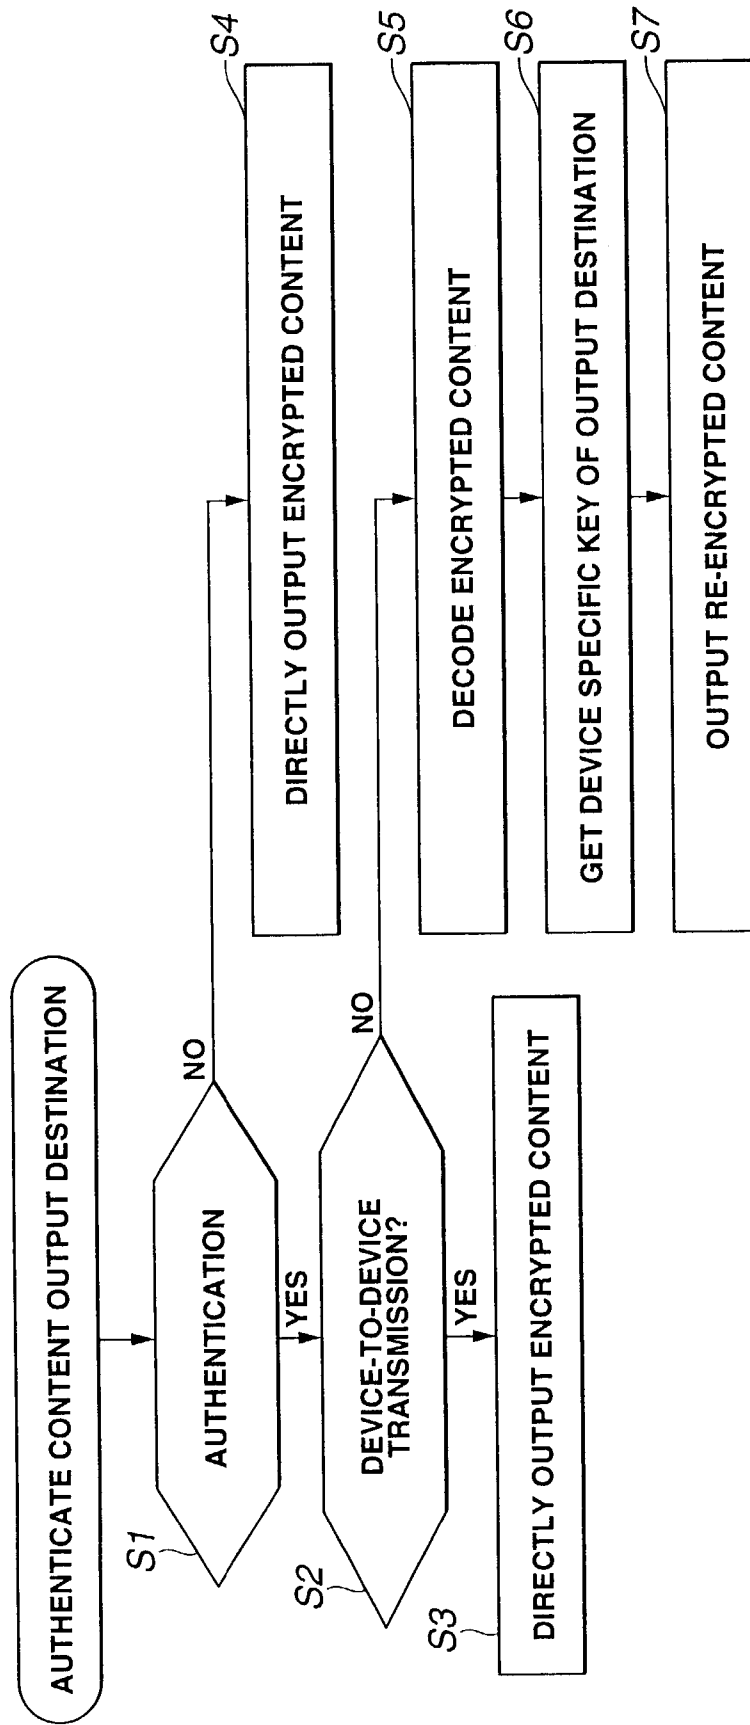 AUTHENTICATE CONTENT OUTPUT DESTINATION
S1
AUTHENTICATION
NO
YES
S4
DIRECTLY OUTPUT ENCRYPTED CONTENT
S2
DEVICE-TO-DEVICE
TRANSMISSION?
NO
YES
S3
DIRECTLY OUTPUT ENCRYPTED CONTENT
S5
DECODE ENCRYPTED CONTENT
S6
GET DEVICE SPECIFIC KEY OF OUTPUT DESTINATION
S7
OUTPUT RE-ENCRYPTED CONTENT